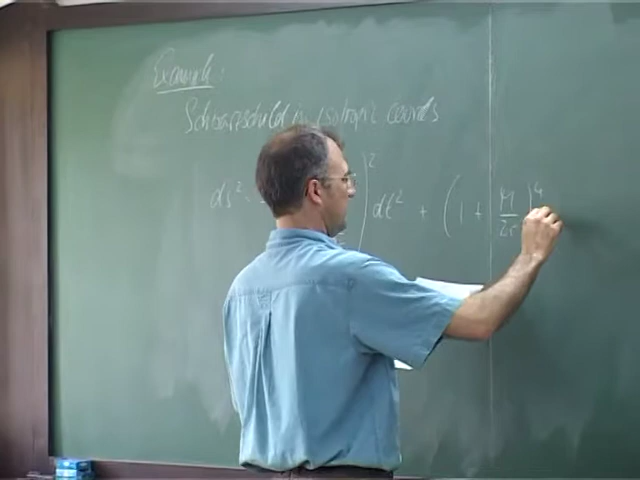 Example:
Schwarzschild in isotropic coords
ds² = )² dt² + (1 + M/2r)⁴